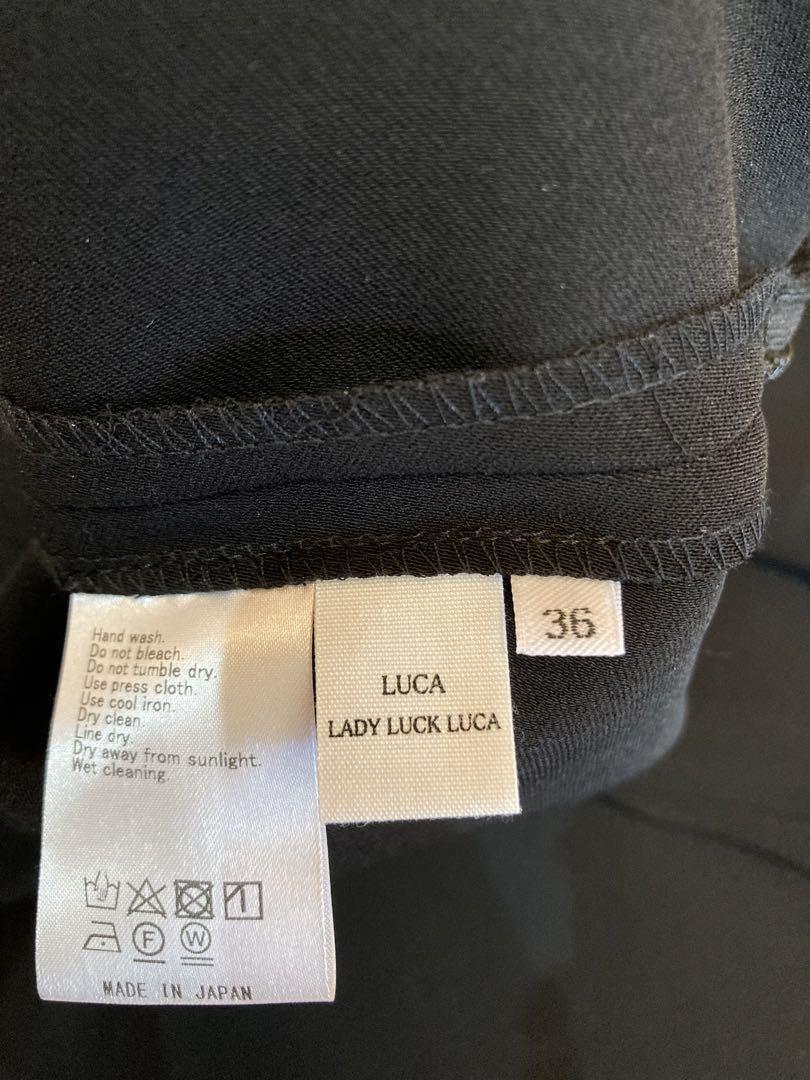 Hand wash.
Do not bleach.
Do not tumble dry.
Use press cloth.
Use cool iron.
Dry clean.
Line dry.
Dry away from sunlight.
Wet cleaning.
F
W
MADE IN JAPAN
LUCA
LADY LUCK LUCA
36